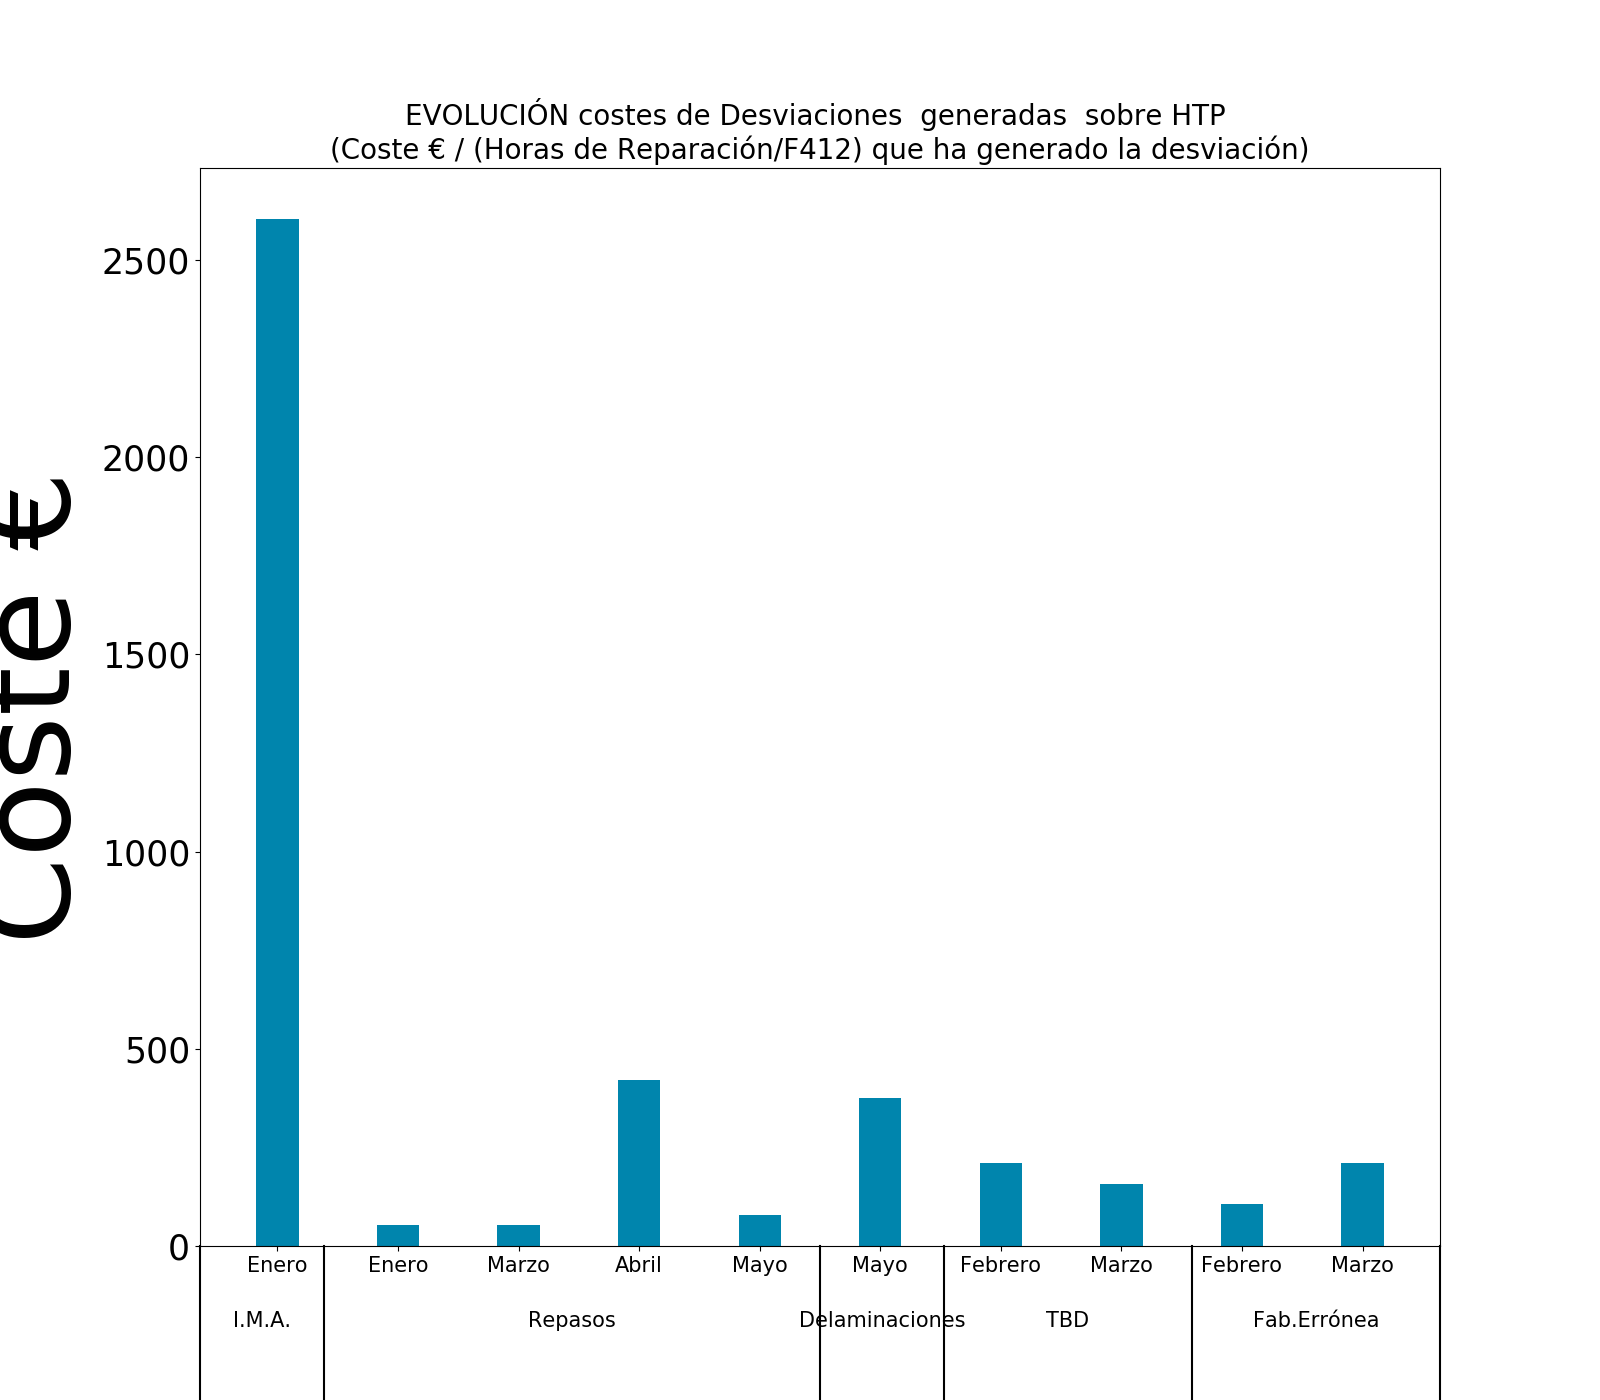 EVOLUCIÓN costes de Desviaciones  generadas  sobre HTP
(Coste € / (Horas de Reparación/F412) que ha generado la desviación)
Coste €
2500
2000
1500
1000
500
0
Enero Enero Marzo Abril Mayo Mayo Febrero Marzo Febrero Marzo
I.M.A. Repasos Delaminaciones TBD Fab.Errónea